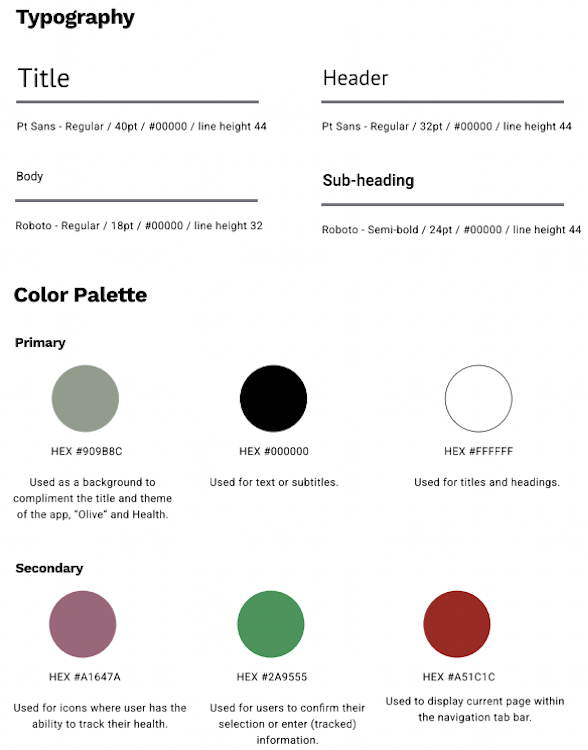 Typography
Title
Header
Pt Sans - Regular / 40pt / #00000 / line height 44
Pt Sans - Regular / 32pt / #00000 / line height 44
Body
Sub-heading
Roboto - Regular / 18pt / #00000 / line height 32
Roboto - Semi-bold / 24pt / #00000 / line height 44
Color Palette
Primary
HEX #909B8C
HEX #000000
HEX #FFFFFF
Used as a background to
compliment the title and theme
of the app, “Olive” and Health.
Used for text or subtitles.
Used for titles and headings.
Secondary
HEX #A1647A
HEX #2A9555
HEX #A51C1C
Used for icons where user has the
ability to track their health.
Used for users to confirm their
selection or enter (tracked)
information.
Used to display current page within
the navigation tab bar.